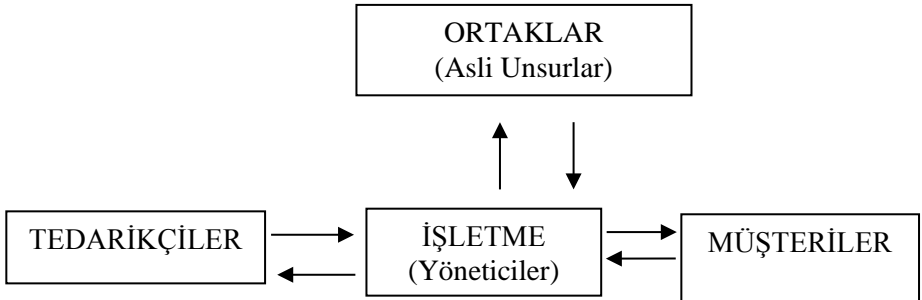 ORTAKLAR
(Asli Unsurlar)
TEDARİKÇİLER
İŞLETME
(Yöneticiler)
MÜŞTERİLER